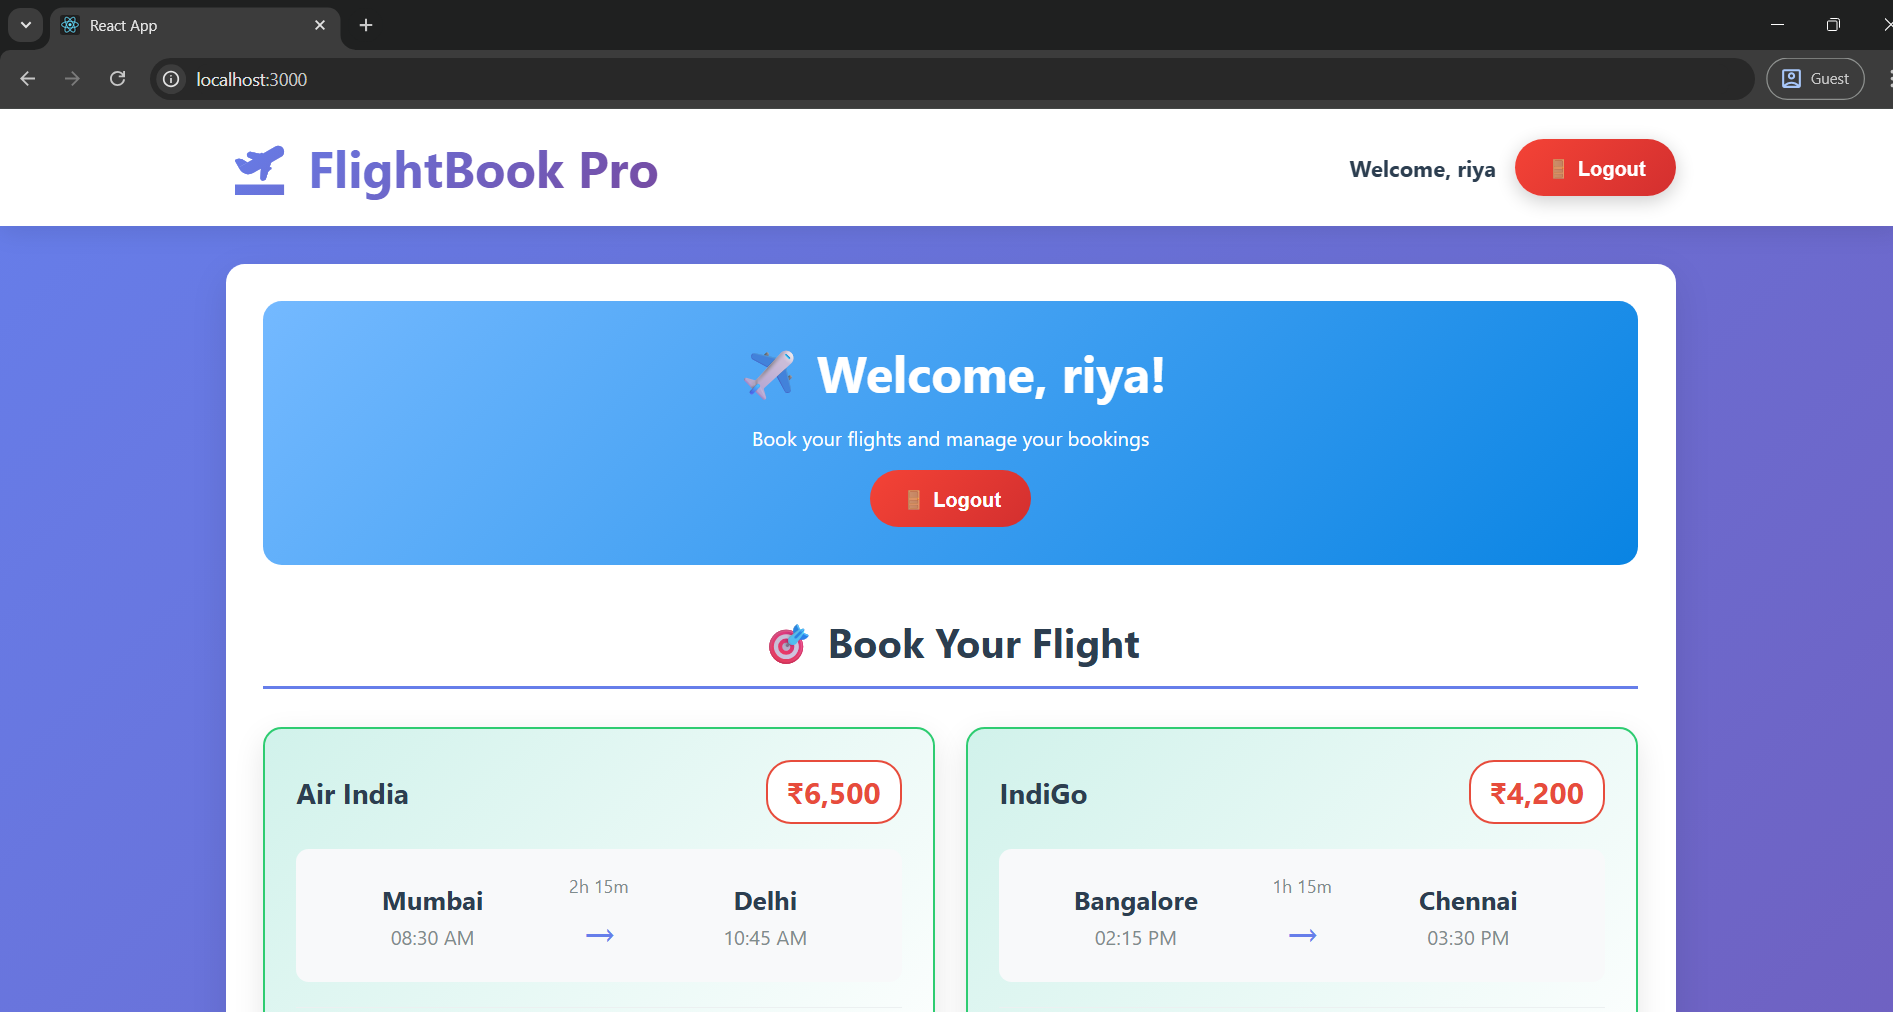 React App
localhost:3000
Guest
FlightBook Pro
Welcome, riya
Logout
Welcome, riya!
Book your flights and manage your bookings
Logout
Book Your Flight
Air India
₹6,500
Mumbai
08:30 AM
2h 15m
→
Delhi
10:45 AM
IndiGo
₹4,200
Bangalore
02:15 PM
1h 15m
→
Chennai
03:30 PM